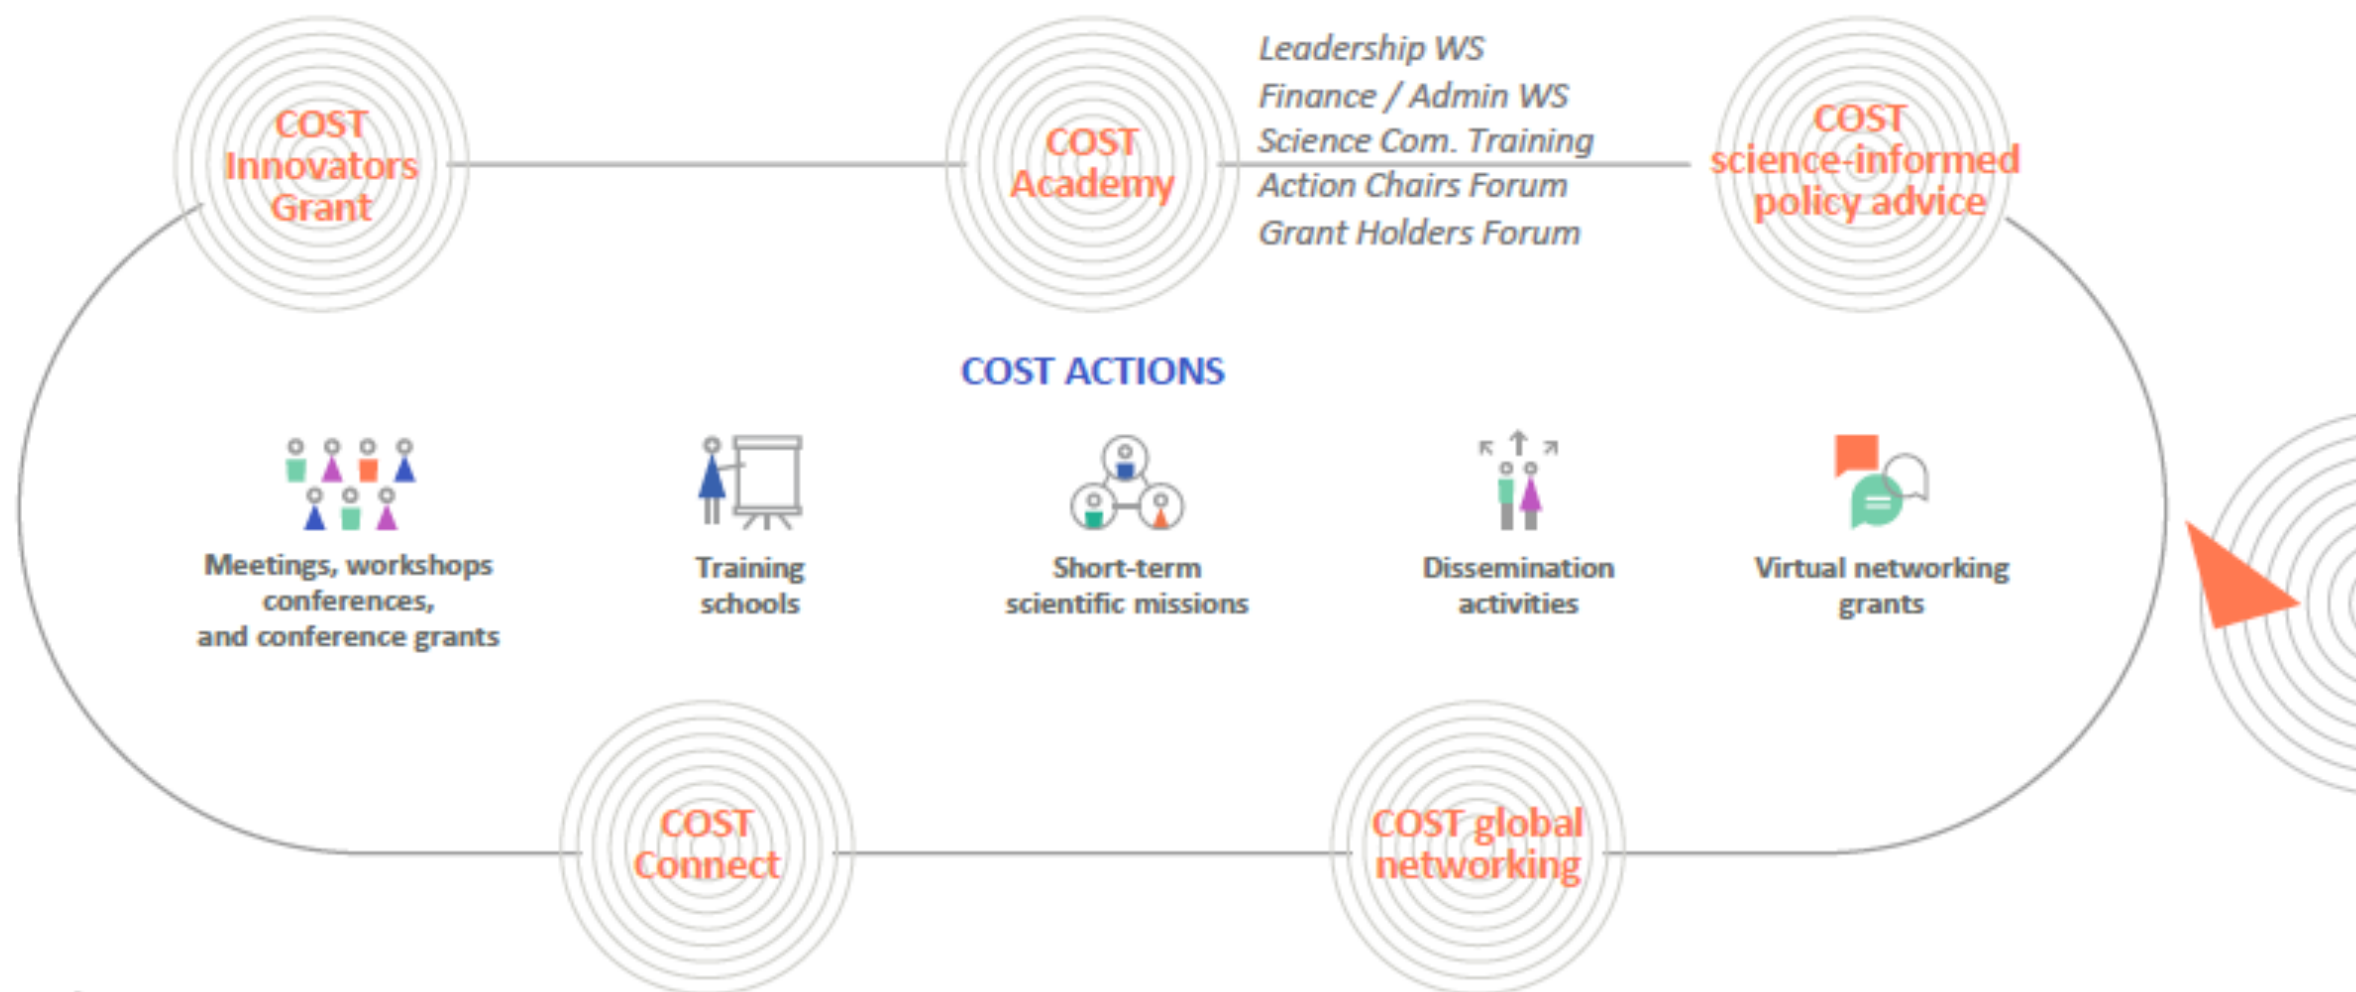 COST
Innovators
Grant
COST
Academy
Leadership WS
Finance / Admin WS
Science Com. Training
Action Chairs Forum
Grant Holders Forum
COST
science-informed
policy advice
COST ACTIONS
Meetings, workshops
conferences,
and conference grants
Training
schools
Short-term
scientific missions
Dissemination
activities
Virtual networking
grants
COST
Connect
COST global
networking